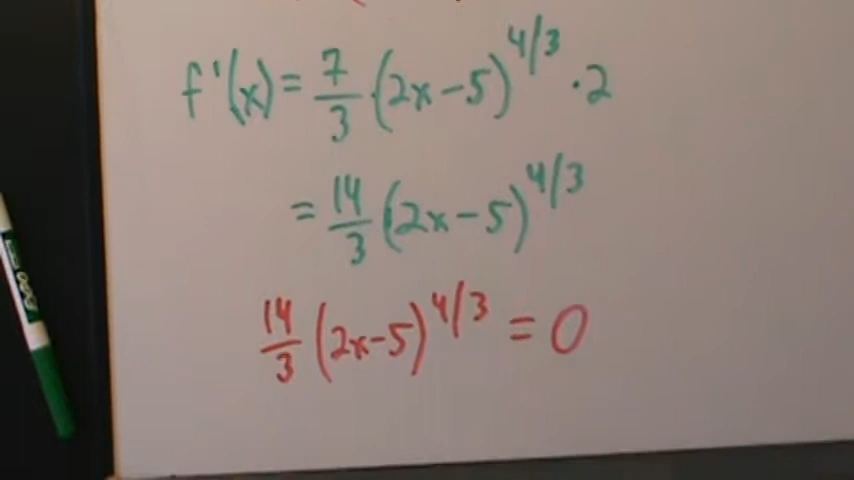 f'(x) = 7/3 · (2x-5)^4/3 · 2
= 14/3 (2x-5)^4/3
14/3 (2x-5)^4/3 = 0